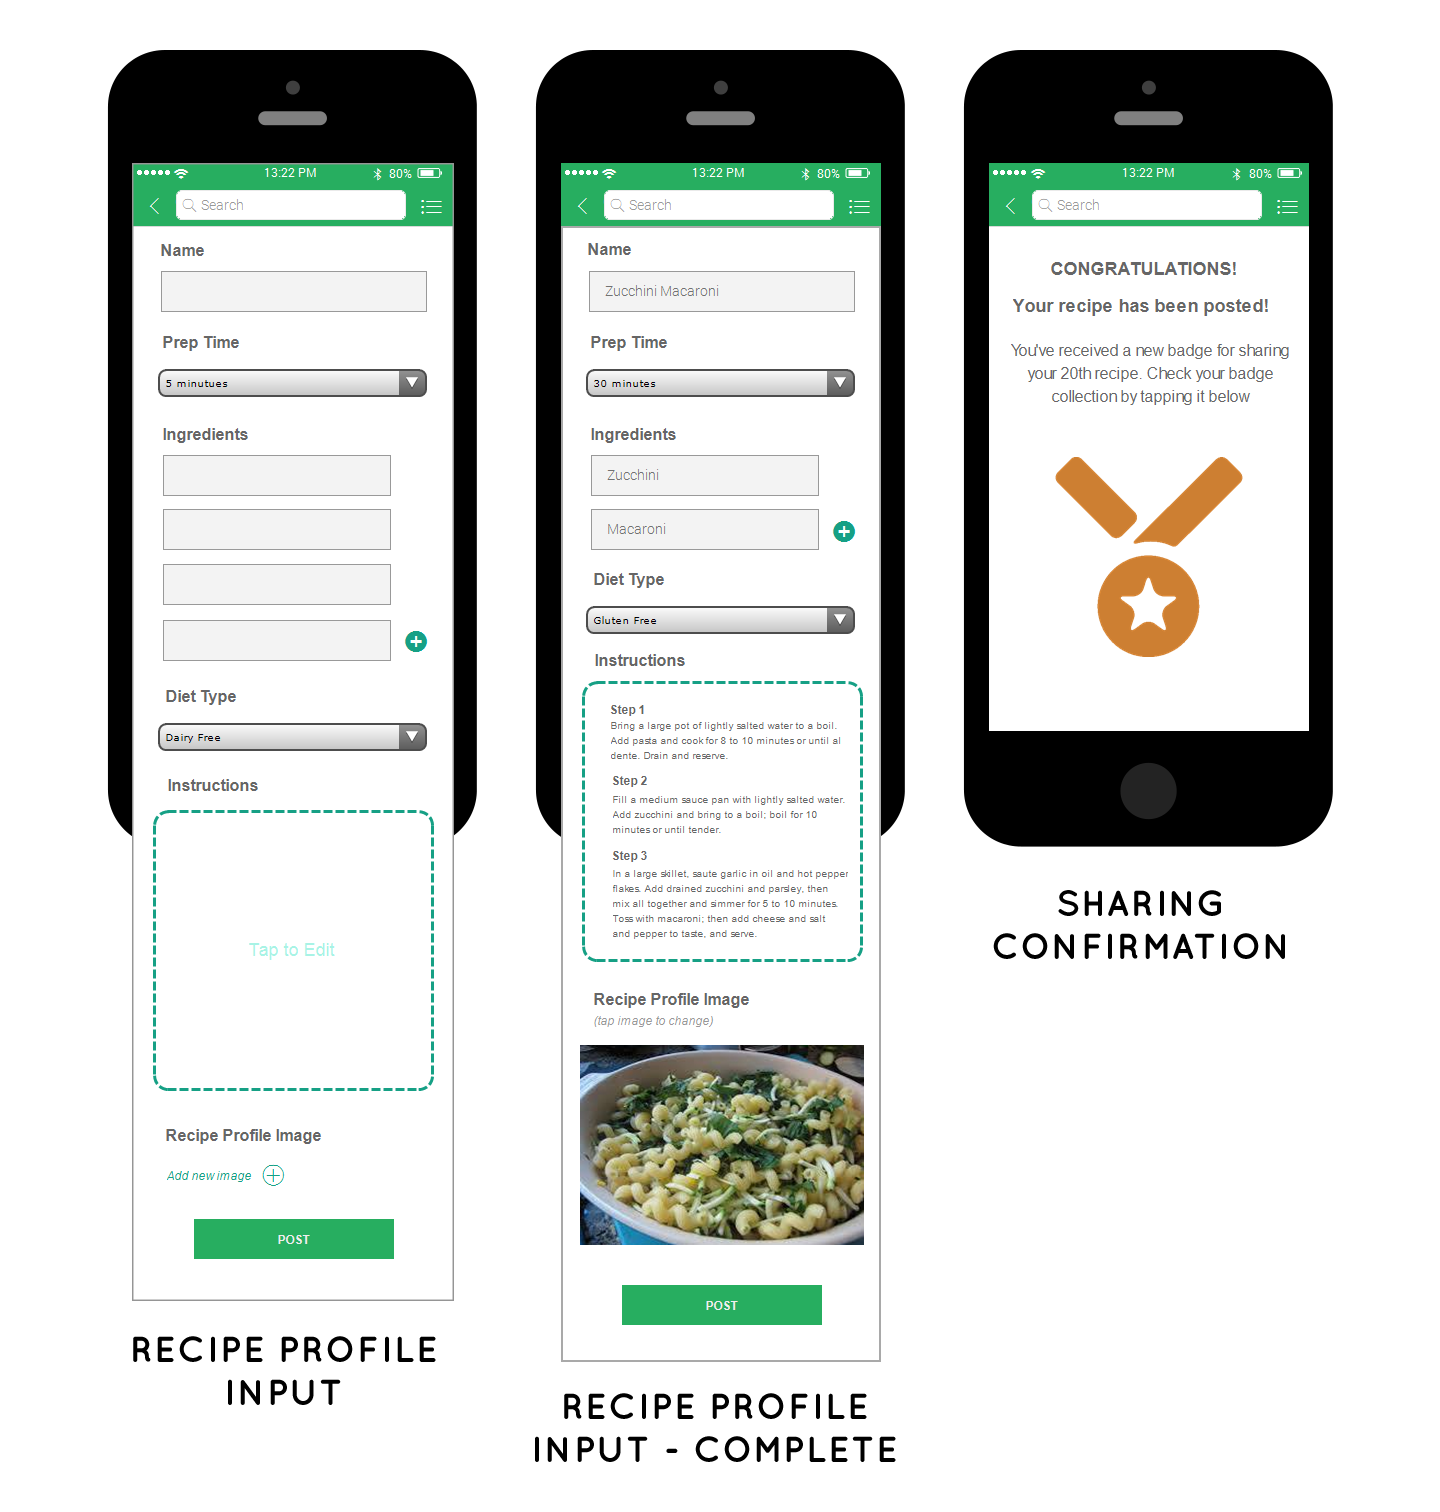 13:22 PM
80%
Search
Name
Prep Time
5 minutues
Ingredients
Diet Type
Dairy Free
Instructions
Tap to Edit
Recipe Profile Image
Add new image
POST
RECIPE PROFILE
INPUT
13:22 PM
80%
Search
Name
Zucchini Macaroni
Prep Time
30 minutes
Ingredients
Zucchini
Macaroni
Diet Type
Gluten Free
Instructions
Step 1
Bring a large pot of lightly salted water to a boil.
Add pasta and cook for 8 to 10 minutes or until al
dente. Drain and reserve.
Step 2
Fill a medium sauce pan with lightly salted water.
Add zucchini and bring to a boil; boil for 10
minutes or until tender.
Step 3
In a large skillet, saute garlic in oil and hot pepper
flakes. Add drained zucchini and parsley, then
mix all together and simmer for 5 to 10 minutes.
Toss with macaroni; then add cheese and salt
and pepper to taste, and serve.
Recipe Profile Image
(tap image to change)
POST
RECIPE PROFILE
INPUT - COMPLETE
13:22 PM
80%
Search
CONGRATULATIONS!
Your recipe has been posted!
You've received a new badge for sharing
your 20th recipe. Check your badge
collection by tapping it below
SHARING
CONFIRMATION